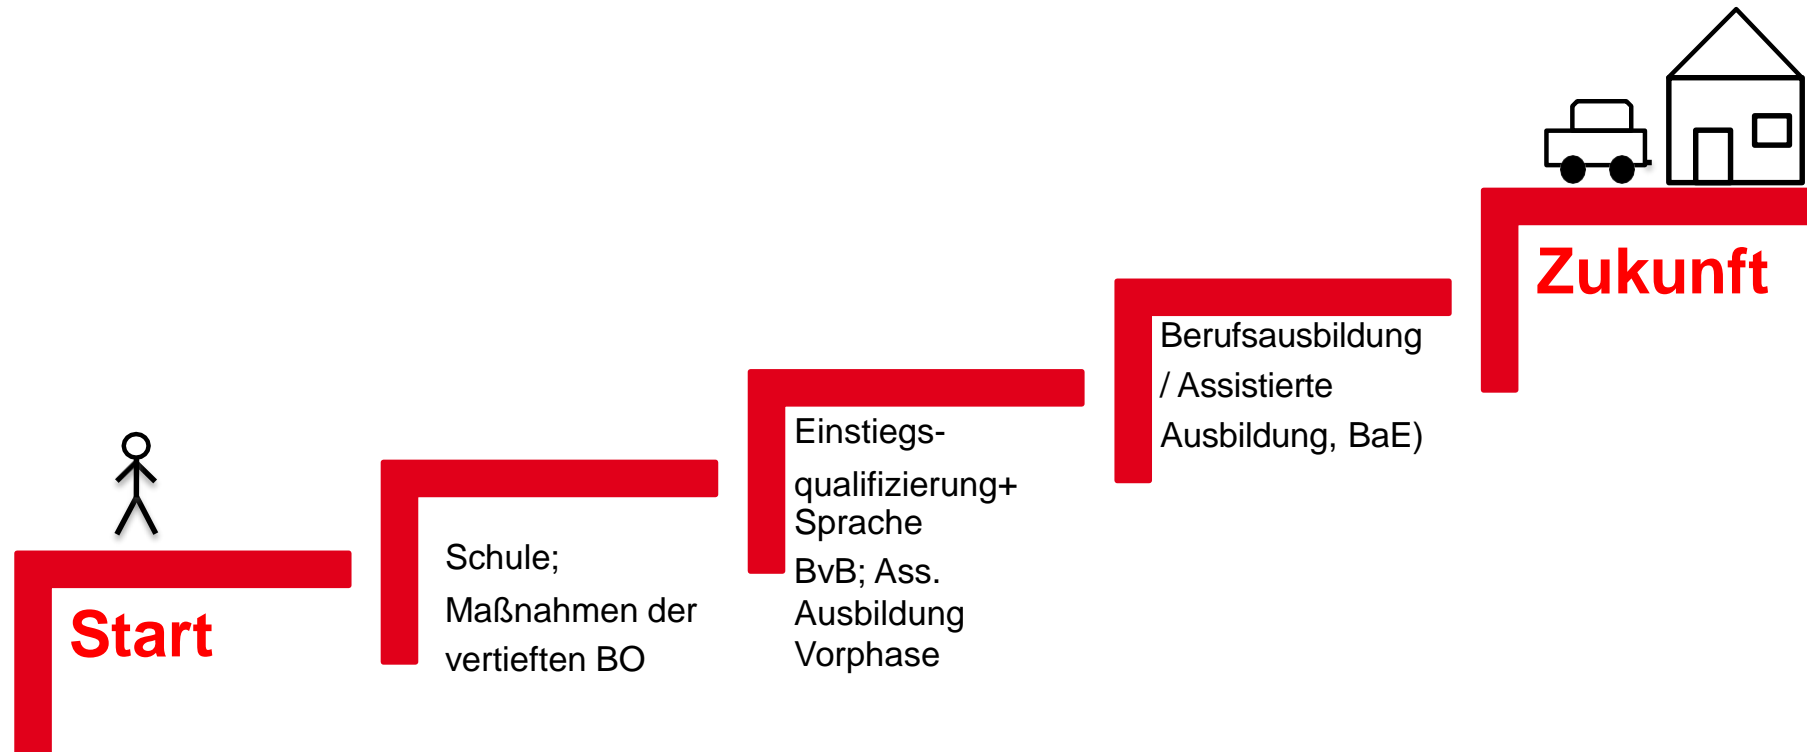 Start
Schule;
Maßnahmen der
vertieften BO
Einstiegs-
qualifizierung+
Sprache
BvB; Ass.
Ausbildung
Vorphase
Berufsausbildung
/ Assistierte
Ausbildung, BaE)
Zukunft